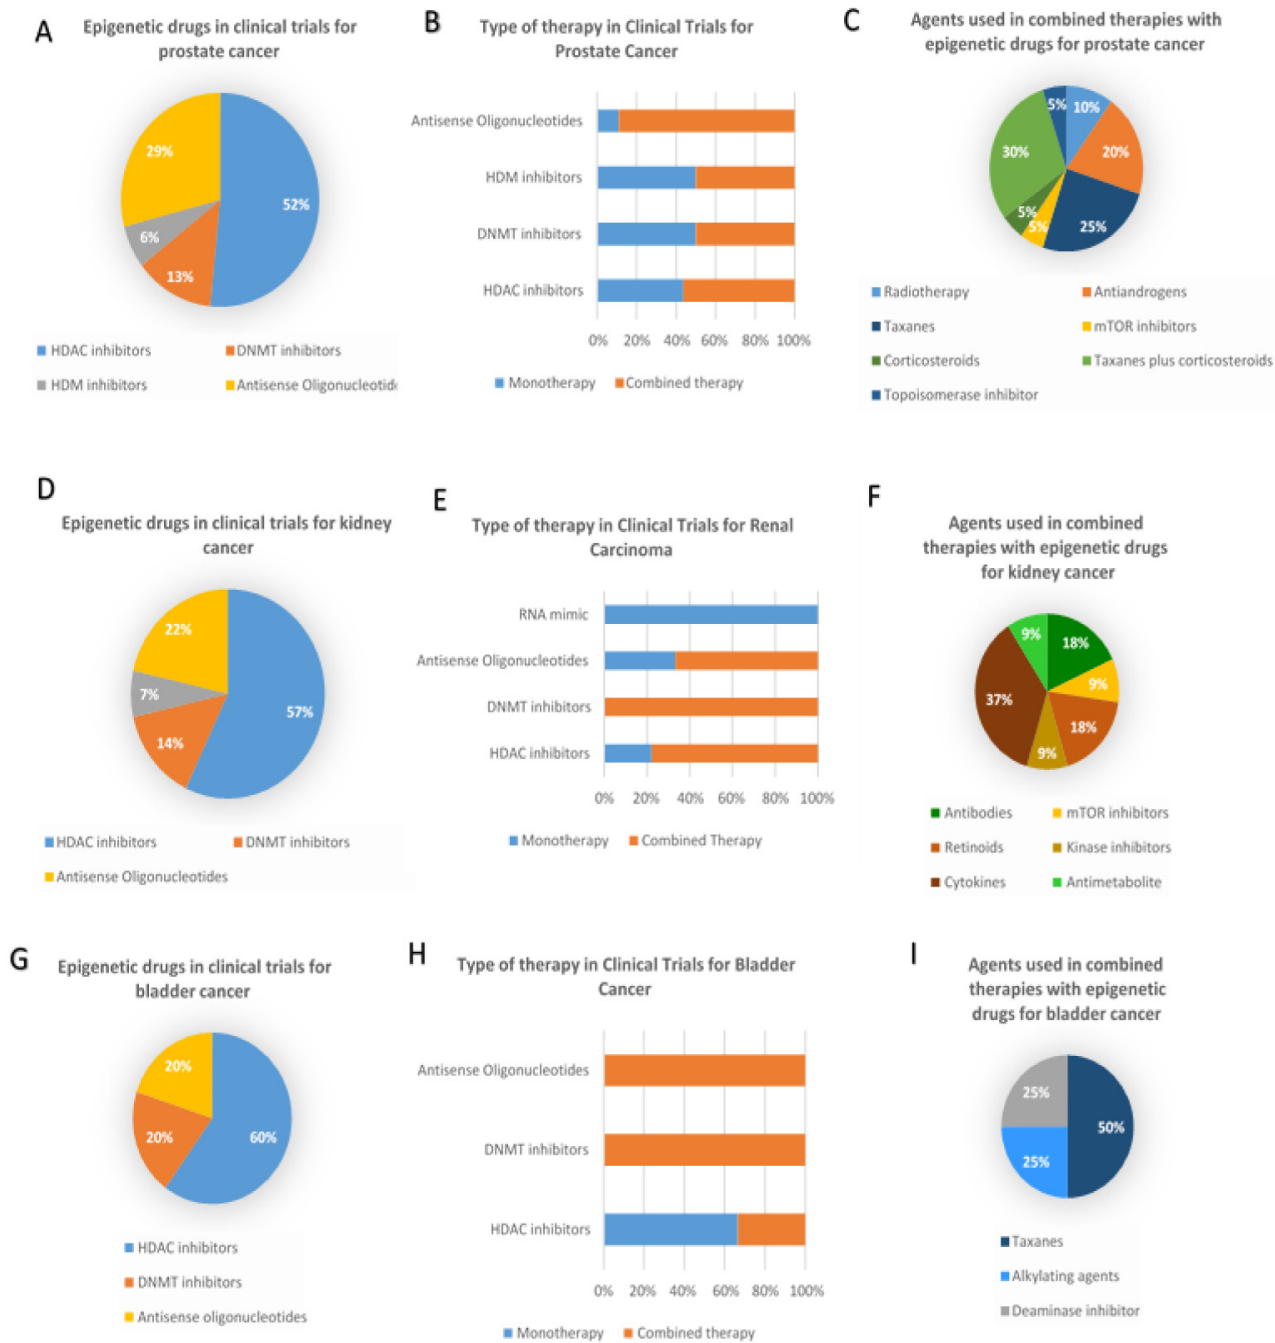 A
Epigenetic drugs in clinical trials for
prostate cancer
29%
52%
6%
13%
HDAC inhibitors
DNMT inhibitors
HDM inhibitors
Antisense Oligonucleotide
B
Type of therapy in Clinical Trials for
Prostate Cancer
Antisense Oligonucleotides
HDM inhibitors
DNMT inhibitors
HDAC inhibitors
0% 20% 40% 60% 80% 100%
Monotherapy
Combined therapy
C
Agents used in combined therapies with
epigenetic drugs for prostate cancer
5%
10%
30%
20%
5%
5%
25%
Radiotherapy
Antiandrogens
Taxanes
mTOR inhibitors
Corticosteroids
Taxanes plus corticosteroids
Topoisomerase inhibitor
D
Epigenetic drugs in clinical trials for kidney
cancer
22%
7%
57%
14%
HDAC inhibitors
DNMT inhibitors
Antisense Oligonucleotides
E
Type of therapy in Clinical Trials for Renal
Carcinoma
RNA mimic
Antisense Oligonucleotides
DNMT inhibitors
HDAC inhibitors
0% 20% 40% 60% 80% 100%
Monotherapy
Combined Therapy
F
Agents used in combined
therapies with epigenetic drugs
for kidney cancer
9%
18%
37%
9%
18%
9%
Antibodies
mTOR inhibitors
Retinoids
Kinase inhibitors
Cytokines
Antimetabolite
G
Epigenetic drugs in clinical trials for
bladder cancer
20%
20%
60%
HDAC inhibitors
DNMT inhibitors
Antisense oligonucleotides
H
Type of therapy in Clinical Trials for Bladder
Cancer
Antisense Oligonucleotides
DNMT inhibitors
HDAC inhibitors
0% 20% 40% 60% 80% 100%
Monotherapy
Combined therapy
I
Agents used in combined
therapies with epigenetic
drugs for bladder cancer
25%
50%
25%
Taxanes
Alkylating agents
Deaminase inhibitor